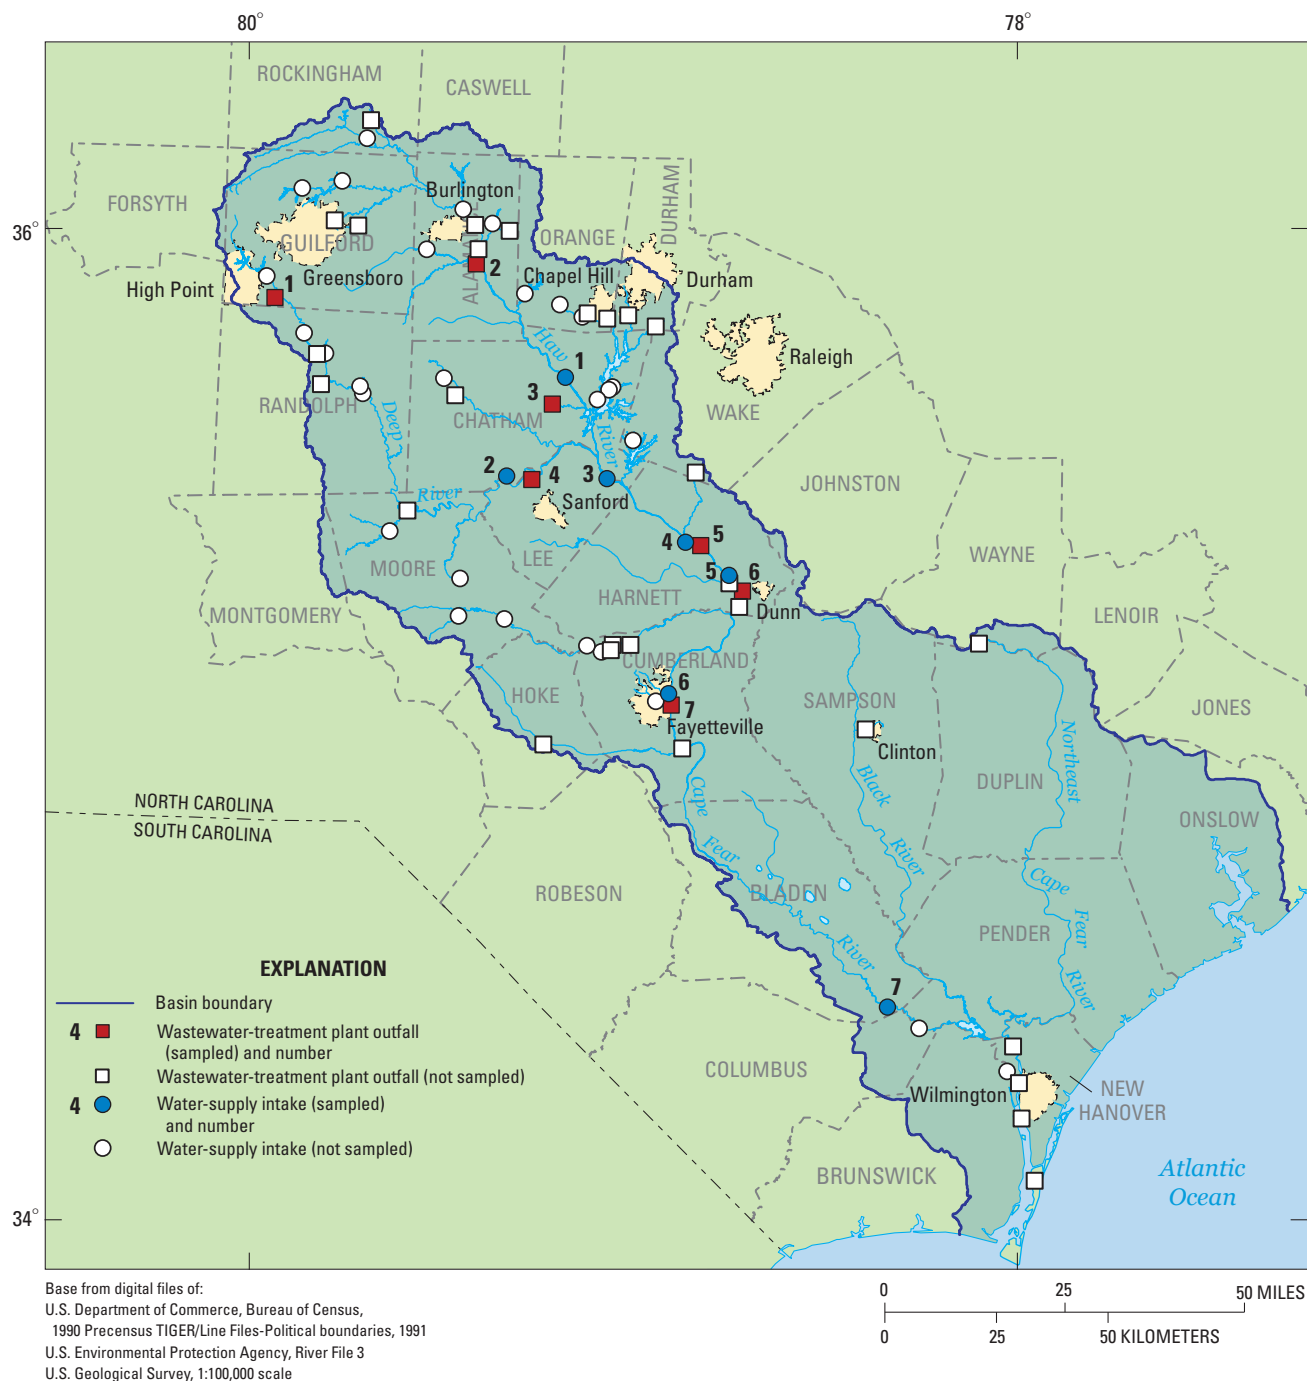 80°
78°
ROCKINGHAM
CASWELL
FORSYTH
Burlington
DURHAM
36°
GUILFORD
ALAMANCE
ORANGE
Greensboro
High Point
1
2
Chapel Hill
Durham
Haw
Raleigh
1
3
RANDOLPH
Deep
CHATHAM
WAKE
River
2
4
3
River
Sanford
JOHNSTON
4
5
WAYNE
MOORE
LEE
5
6
HARNETT
Dunn
MONTGOMERY
LENOIR
CUMBERLAND
HOKE
6
7
SAMPSON
JONES
Fayetteville
Clinton
Northeast
DUPLIN
Black
Cape
NORTH CAROLINA
SOUTH CAROLINA
ONSLOW
Fear
River
ROBESON
BLADEN
Cape
Fear
PENDER
River
River
7
EXPLANATION
Basin boundary
4 Wastewater-treatment plant outfall
(sampled) and number
Wastewater-treatment plant outfall (not sampled)
4 Water-supply intake (sampled)
and number
Water-supply intake (not sampled)
COLUMBUS
Wilmington
NEW
HANOVER
BRUNSWICK
Atlantic
Ocean
34°
Base from digital files of:
U.S. Department of Commerce, Bureau of Census,
1990 Precensus TIGER/Line Files-Political boundaries, 1991
U.S. Environmental Protection Agency, River File 3
U.S. Geological Survey, 1:100,000 scale
0 25 50 MILES
0 25 50 KILOMETERS